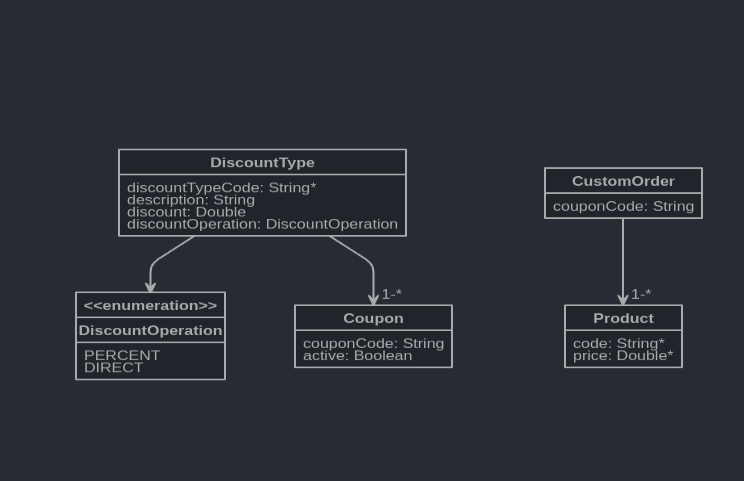 DiscountType
discountTypeCode: String*
description: String
discount: Double
discountOperation: DiscountOperation
CustomOrder
couponCode: String
<<enumeration>>
DiscountOperation
PERCENT
DIRECT
1-*
Coupon
couponCode: String
active: Boolean
1-*
Product
code: String*
price: Double*